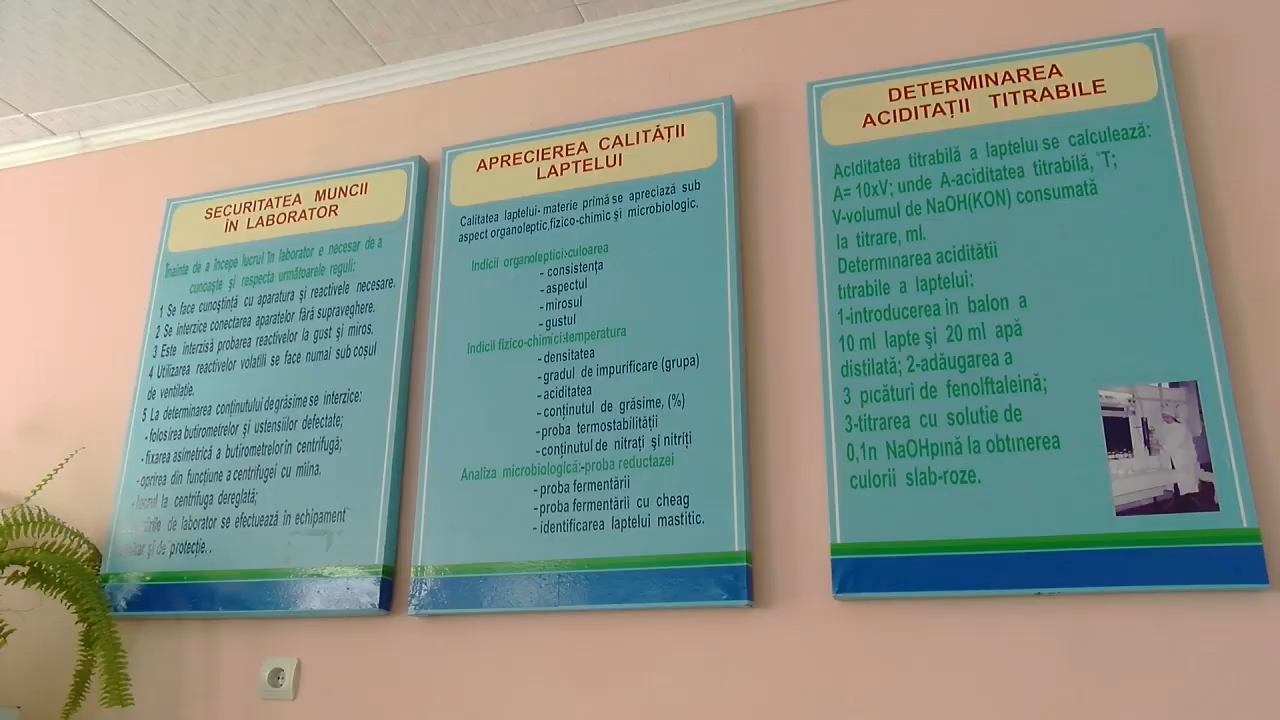 SECURITATEA MUNCII
ÎN LABORATOR
Înainte de a începe lucrul în laborator e necesar de a
cunoaște și respecta următoarele reguli:
1 Se face cunoștință cu aparatura și reactivele necesare.
2 Se interzice conectarea aparatelor fără supraveghere.
3 Este interzisă probarea reactivelor la gust și miros.
4 Utilizarea reactivelor volatili se face numai sub coșul
de ventilație.
5 La determinarea conținutului de grăsime se interzice:
- folosirea butirometrelor și ustensiilor defectate;
- fixarea asimetrică a butirometrelor în centrifugă;
- oprirea din funcțiune a centrifugei cu mîina.
- lucrul la centrifuga dereglată;
de laborator se efectuează în echipament
și de protecție. .
APRECIEREA CALITĂȚII
LAPTELUI
Calitatea laptelui- materie primă se apreciază sub
aspect organoleptic,fizico-chimic și microbiologic.
Indicii organoleptici:culoarea
- consistența
- aspectul
- mirosul
- gustul
Indicii fizico-chimici:temperatura
- densitatea
- gradul de impurificare (grupa)
- aciditatea
- conținutul de grăsime, (%)
- proba termostabilității
- conținutul de nitrați și nitriți
Analiza microbiologică:-proba reductazei
- proba fermentării
- proba fermentării cu cheag
- identificarea laptelui mastitic.
DETERMINAREA
ACIDITAȚII TITRABILE
Aciditatea titrabilă a laptelui se calculează:
A= 10xV; unde A-aciditatea titrabilă, °T;
V-volumul de NaOH(KON) consumată
la titrare, ml.
Determinarea acidității
titrabile a laptelui:
1-introducerea in balon a
10 ml lapte și 20 ml apă
distilată; 2-adăugarea a
3 picături de fenolftaleină;
3-titrarea cu solutie de
0,1n NaOHpină la obtinerea
culorii slab-roze.